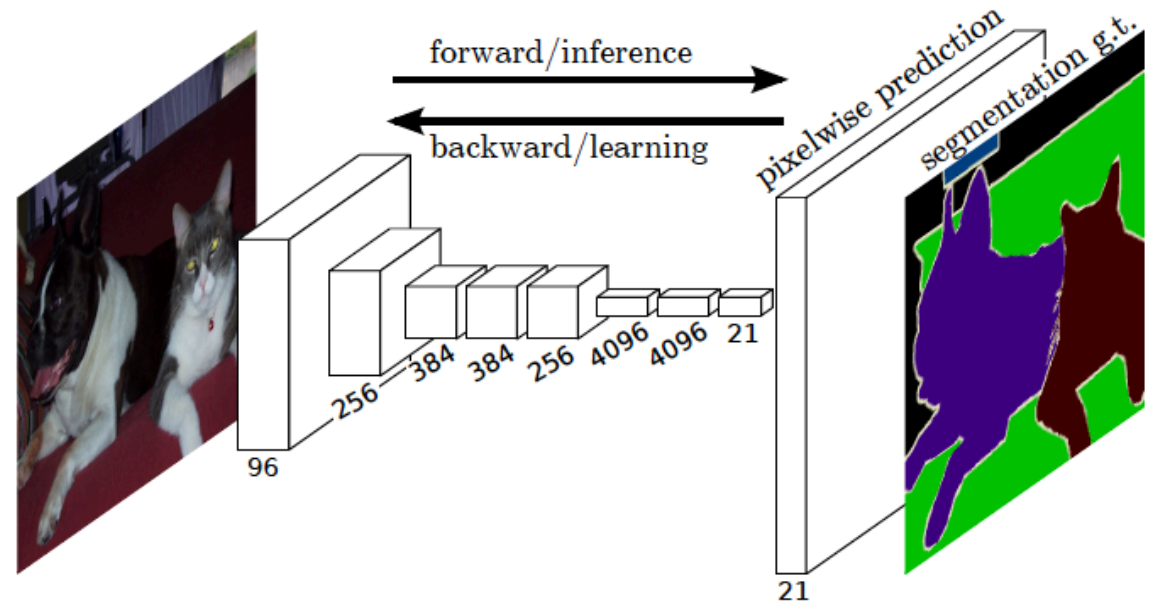 forward/inference
backward/learning
pixelwise prediction
segmentation g.t.
96
256
384
384
256
4096
4096
21
21